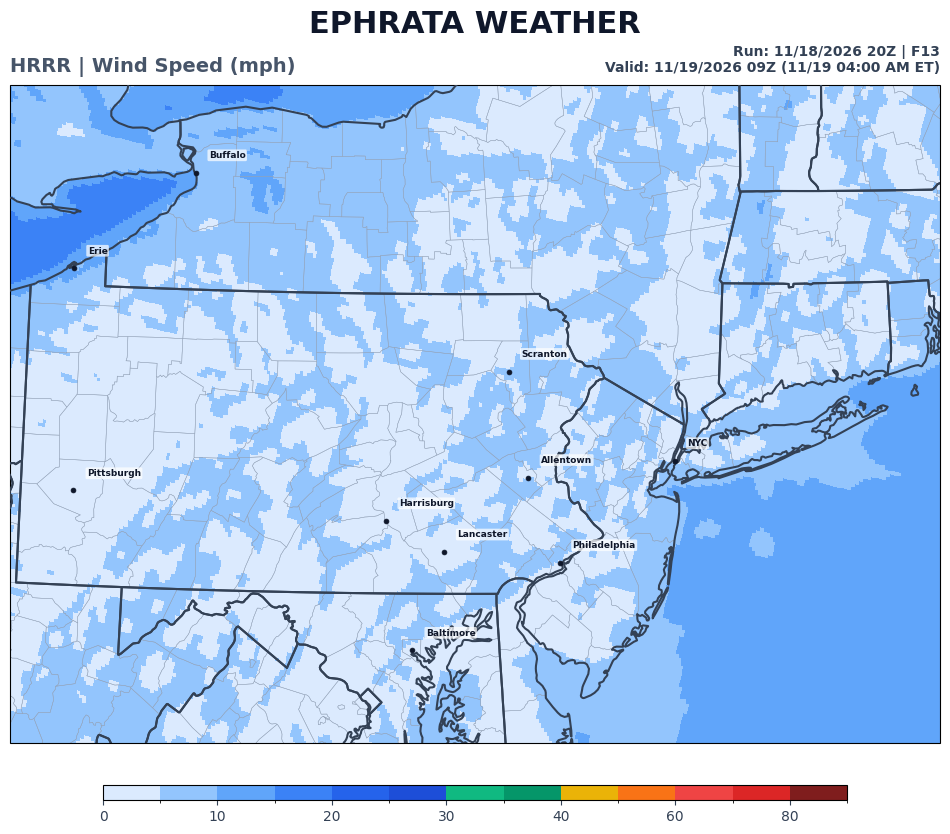 EPHRATA WEATHER
HRRR | Wind Speed (mph)
Run: 11/18/2026 20Z | F13
Valid: 11/19/2026 09Z (11/19 04:00 AM ET)
Buffalo
Erie
Scranton
NYC
Allentown
Pittsburgh
Harrisburg
Lancaster
Philadelphia
Baltimore
0 10 20 30 40 50 60 70 80